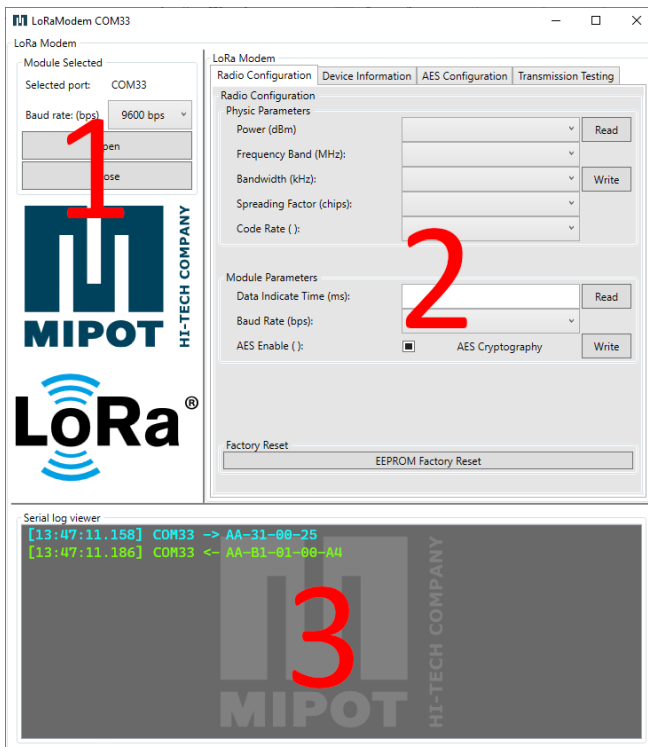 LoRaModem COM33
LoRa Modem
Module Selected
Selected port: COM33
Baud rate: (bps) 9600 bps
1
MIPOT
HI-TECH COMPANY
LoRa®
LoRa Modem
Radio Configuration Device Information AES Configuration Transmission Testing
Radio Configuration
Physic Parameters
Power (dBm) Read
Frequency Band (MHz):
Bandwidth (kHz): Write
Spreading Factor (chips):
Code Rate ( ):
2
Module Parameters
Data Indicate Time (ms): Read
Baud Rate (bps):
AES Enable ( ): AES Cryptography Write
Factory Reset
EEPROM Factory Reset
Serial log viewer
[13:47:11.158] COM33 -> AA-31-00-25
[13:47:11.186] COM33 <- AA-B1-01-00-A4
3
MIPOT
HI-TECH COMPANY